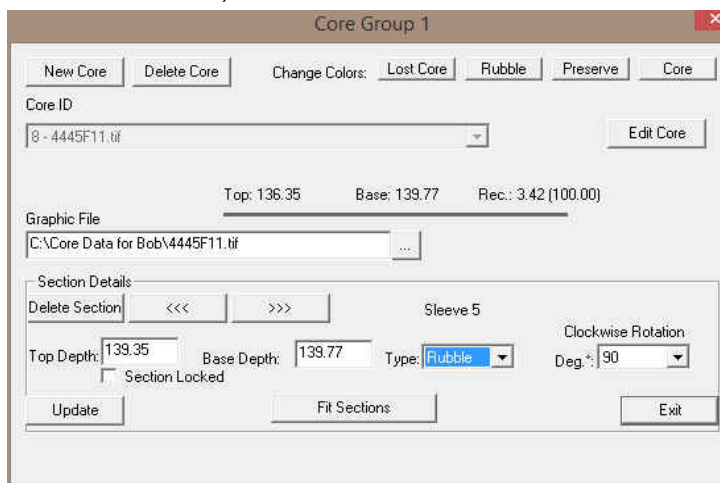 Core Group 1
New Core Delete Core Change Colors: Lost Core Rubble Preserve Core
Core ID
8 - 4445F11.tif Edit Core
Top: 136.35 Base: 139.77 Rec.: 3.42 (100.00)
Graphic File
C:\Core Data for Bob\4445F11.tif ...
Section Details
Delete Section <<< >>> Sleeve 5
Clockwise Rotation
Top Depth: 139.35 Base Depth: 139.77 Type: Rubble Deg.*: 90
Section Locked
Update Fit Sections Exit